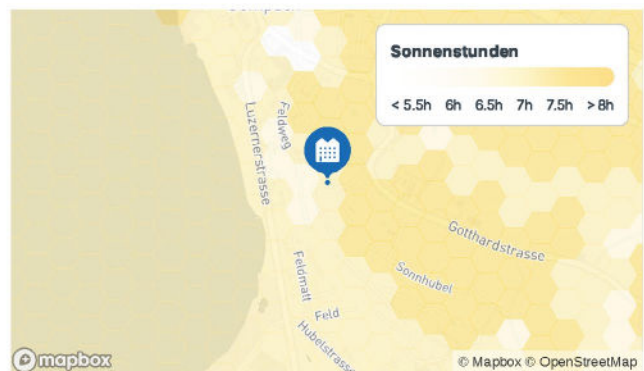 Sempach
Sonnenstunden
< 5.5h 6h 6.5h 7h 7.5h > 8h
Luzernerstrasse
Feldweg
Gotthardstrasse
Sonnhubel
Feldmatt
Feld
Hubelstrasse
mapbox
© Mapbox © OpenStreetMap